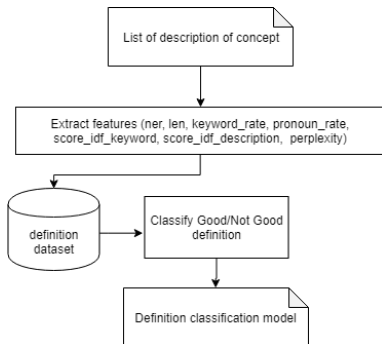 List of description of concept
Extract features (ner, len, keyword_rate, pronoun_rate,
score_idf_keyword, score_idf_description, perplexity)
definition
dataset
Classify Good/Not Good
definition
Definition classification model